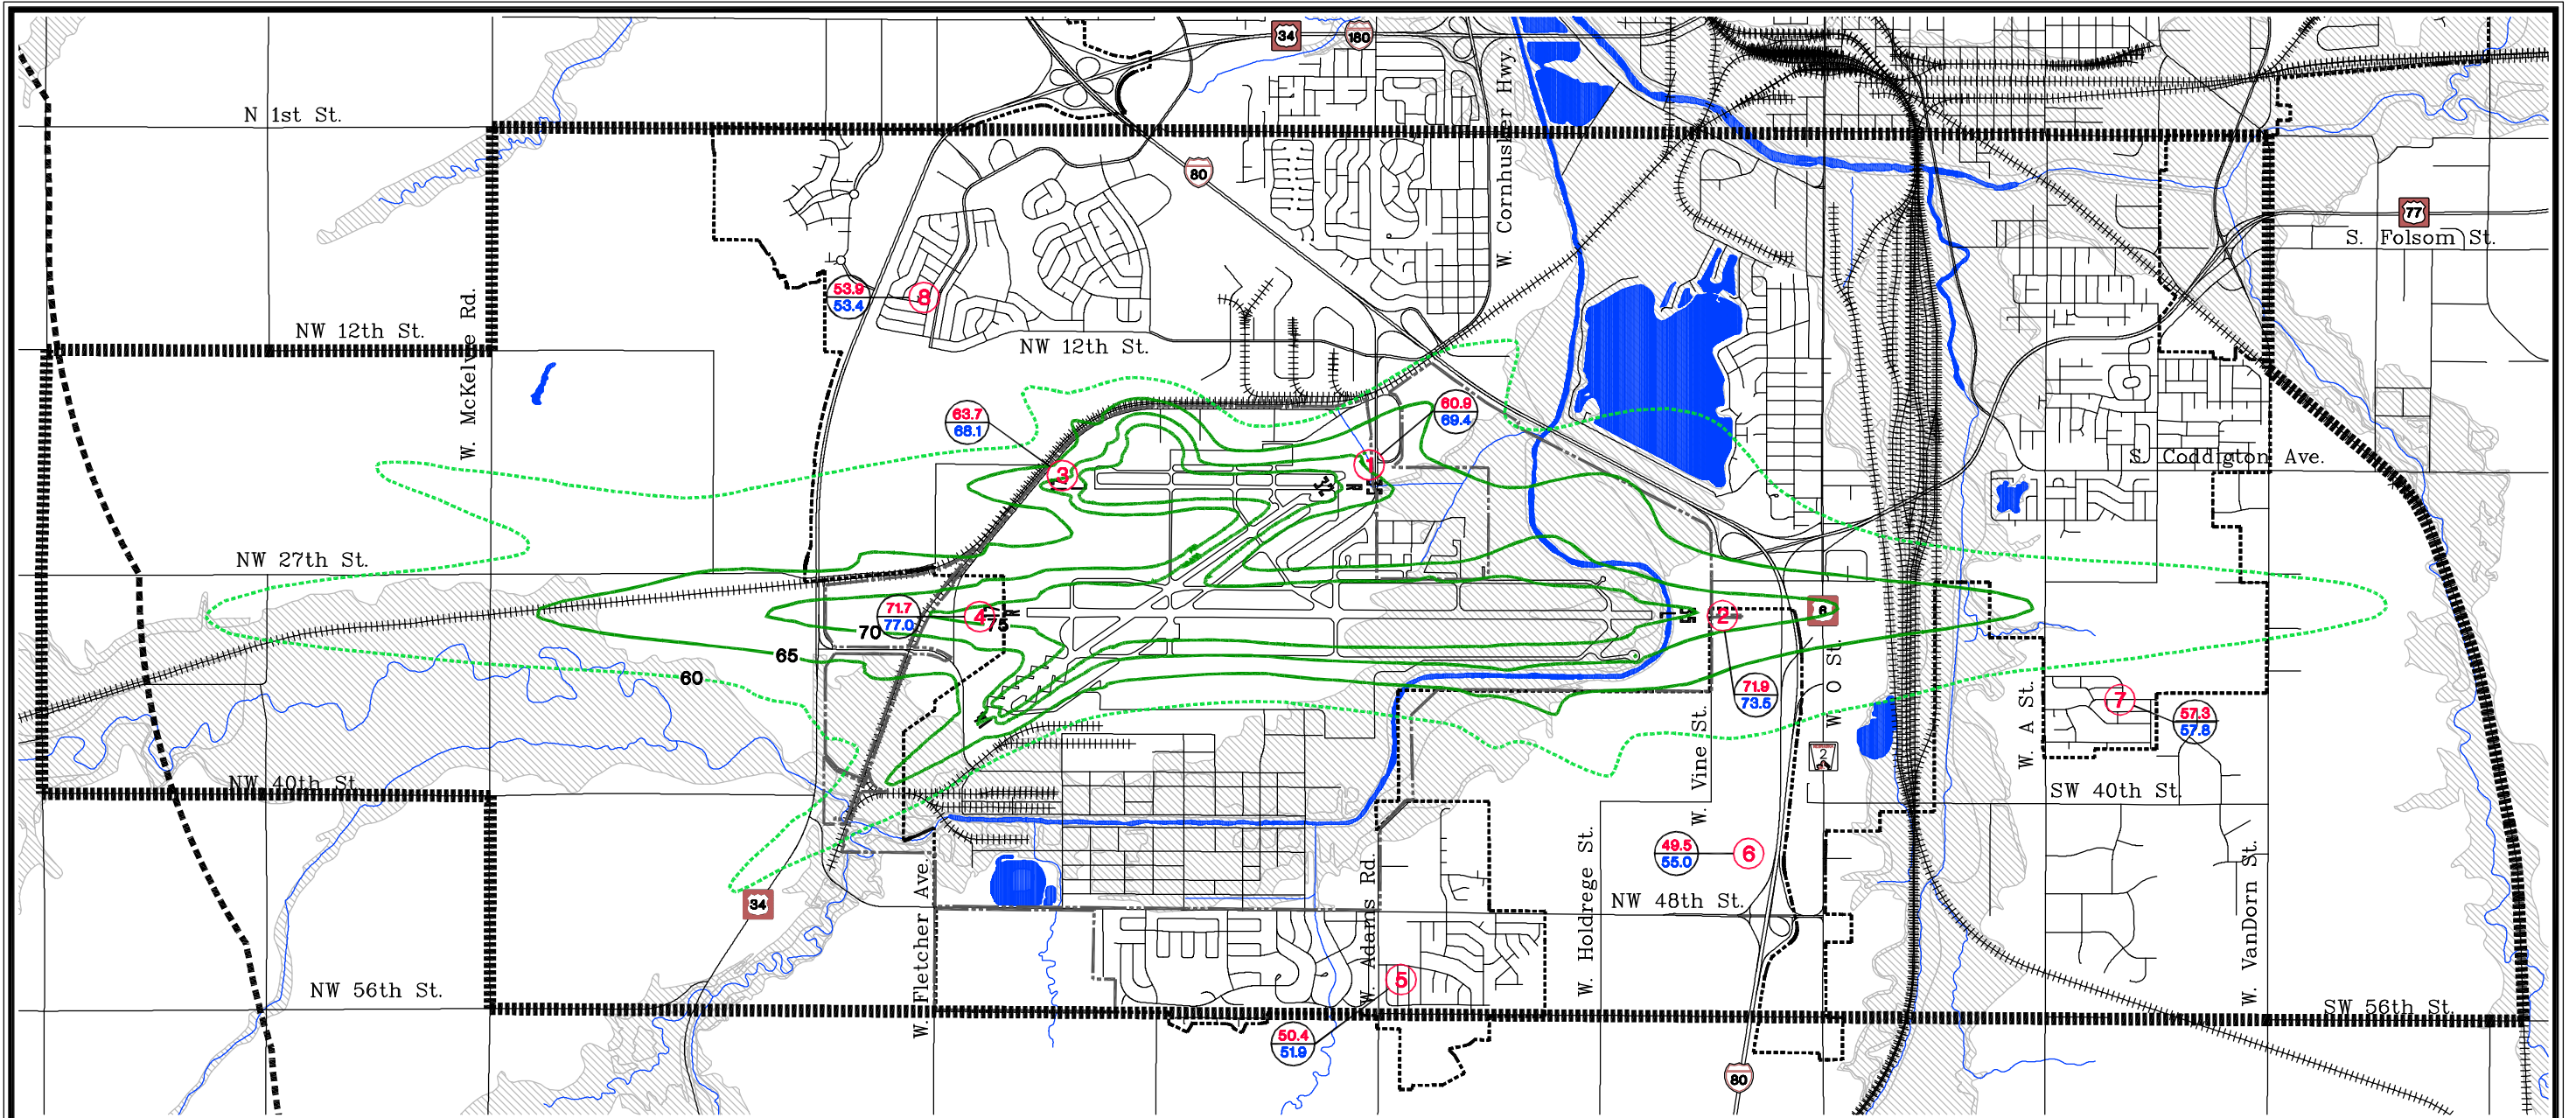 34
180
N 1st St.
W. Cornhusker Hwy.
80
77
S. Folsom St.
53.9
53.4
8
W. McKelvie Rd.
NW 12th St.
NW 12th St.
63.7
68.1
3
60.9
69.4
1
S. Coddigton Ave.
NW 27th St.
71.7
77.0
4
75
70
65
60
2
6
71.9
73.5
W. O St.
2
W. A St.
7
57.3
57.8
W. Vine St.
NW 40th St.
SW 40th St.
49.5
55.0
6
34
W. Fletcher Ave.
W. Adams Rd.
W. Holdrege St.
NW 48th St.
W. VanDorn St.
5
NW 56th St.
50.4
51.9
SW 56th St.
80